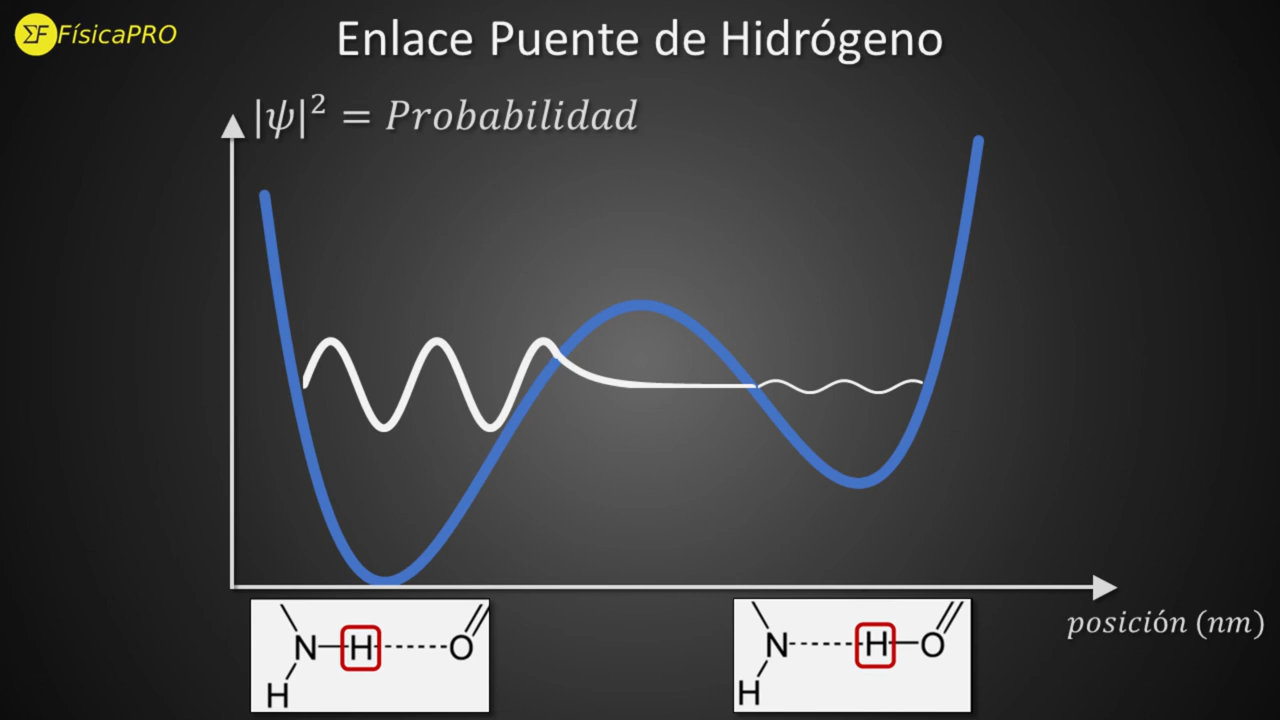 ΣF FísicaPRO
Enlace Puente de Hidrógeno
|ψ|² = Probabilidad
posición (nm)
N H O
H
N H O
H